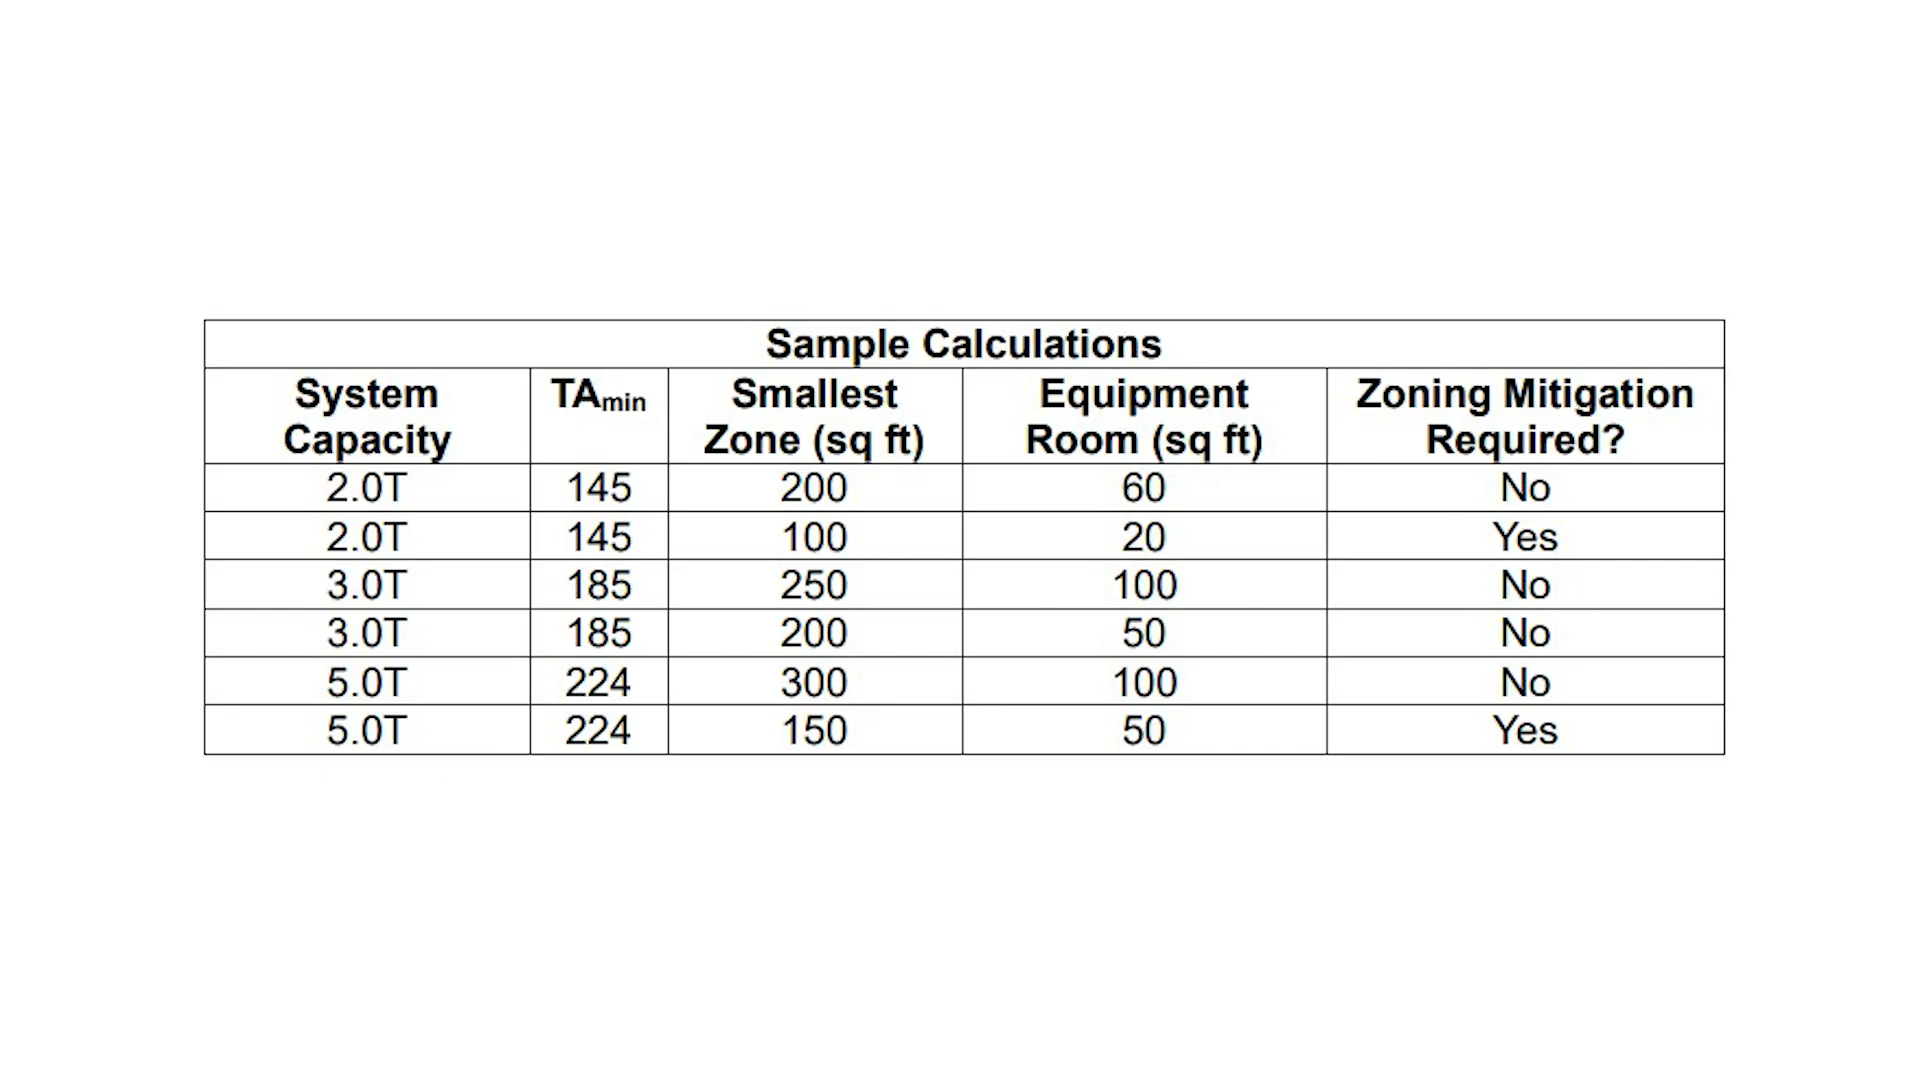 Sample Calculations
System Capacity TAmin Smallest Zone (sq ft) Equipment Room (sq ft) Zoning Mitigation Required?
2.0T 145 200 60 No
2.0T 145 100 20 Yes
3.0T 185 250 100 No
3.0T 185 200 50 No
5.0T 224 300 100 No
5.0T 224 150 50 Yes